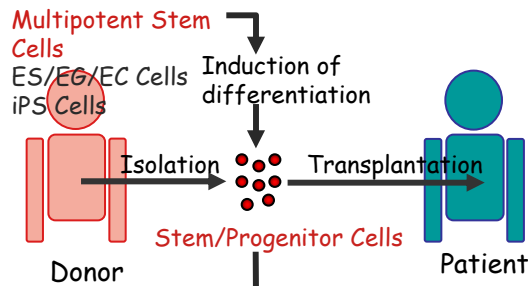 Multipotent Stem
Cells
ES/EG/EC Cells
iPS Cells
Induction of
differentiation
Isolation
Transplantation
Stem/Progenitor Cells
Donor
Patient